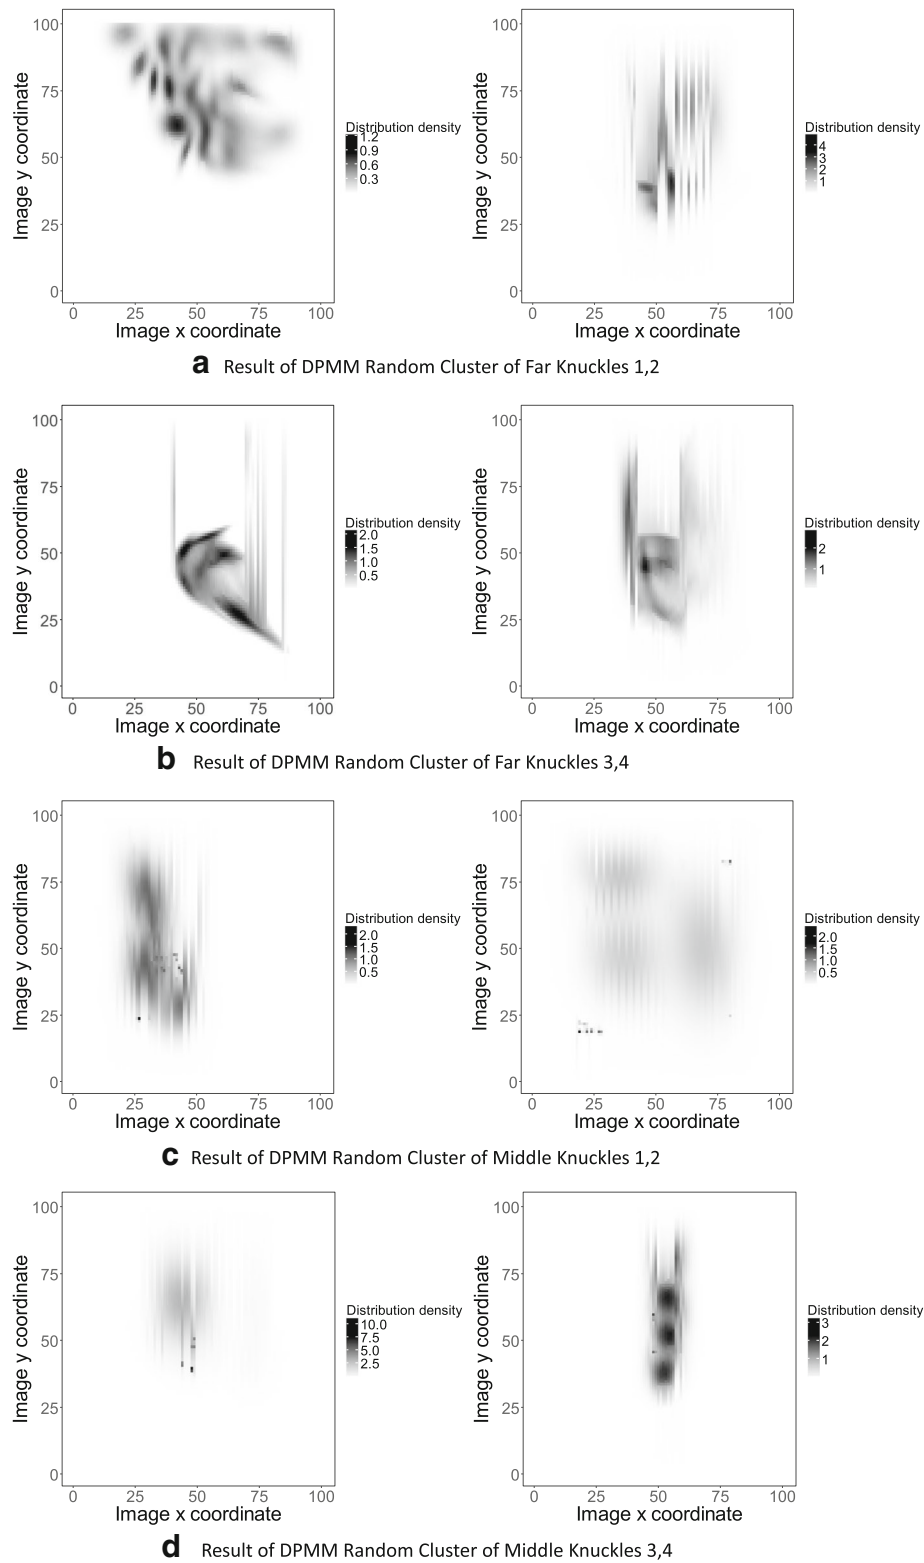 Image y coordinate
100
75
50
25
0
0 25 50 75 100
Image x coordinate
Distribution density
1.2
0.9
0.6
0.3
Image y coordinate
100
75
50
25
0
0 25 50 75 100
Image x coordinate
Distribution density
4
3
2
1
a Result of DPMM Random Cluster of Far Knuckles 1,2
Image y coordinate
100
75
50
25
0
0 25 50 75 100
Image x coordinate
Distribution density
2.0
1.5
1.0
0.5
Image y coordinate
100
75
50
25
0
0 25 50 75 100
Image x coordinate
Distribution density
2
1
b Result of DPMM Random Cluster of Far Knuckles 3,4
Image y coordinate
100
75
50
25
0
0 25 50 75 100
Image x coordinate
Distribution density
2.0
1.5
1.0
0.5
Image y coordinate
100
75
50
25
0
0 25 50 75 100
Image x coordinate
Distribution density
2.0
1.5
1.0
0.5
c Result of DPMM Random Cluster of Middle Knuckles 1,2
Image y coordinate
100
75
50
25
0
0 25 50 75 100
Image x coordinate
Distribution density
10.0
7.5
5.0
2.5
Image y coordinate
100
75
50
25
0
0 25 50 75 100
Image x coordinate
Distribution density
3
2
1
d Result of DPMM Random Cluster of Middle Knuckles 3,4